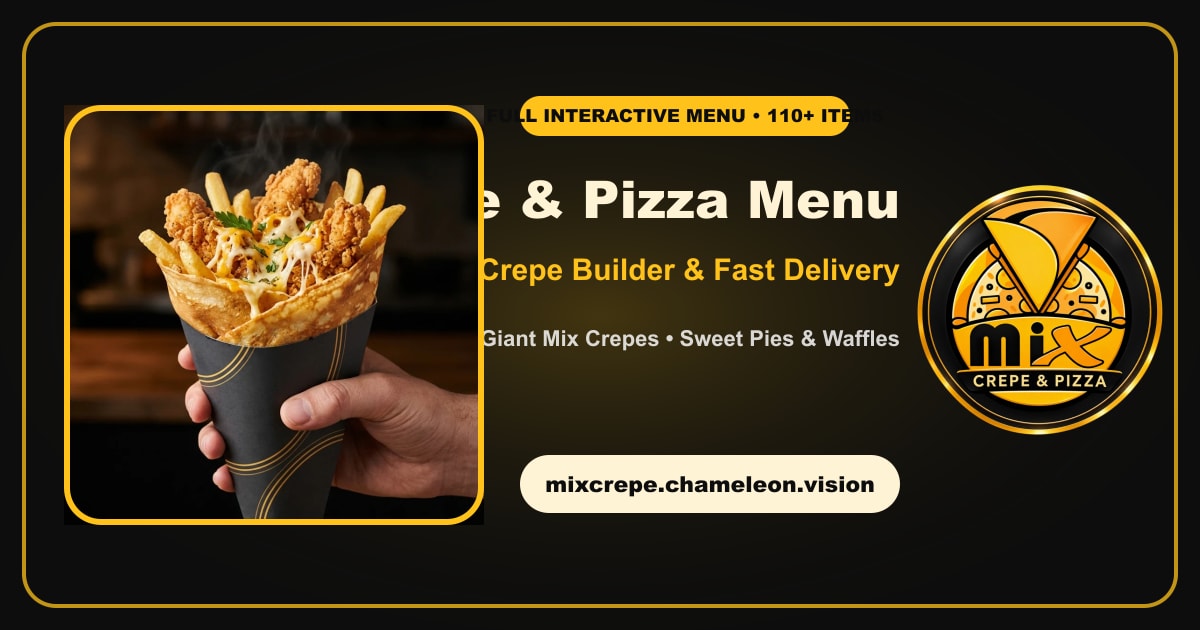 FULL INTERACTIVE MENU • 110+ ITEMS
e & Pizza Menu
Crepe Builder & Fast Delivery
Giant Mix Crepes • Sweet Pies & Waffles
mixcrepe.chameleon.vision
mix
CREPE & PIZZA